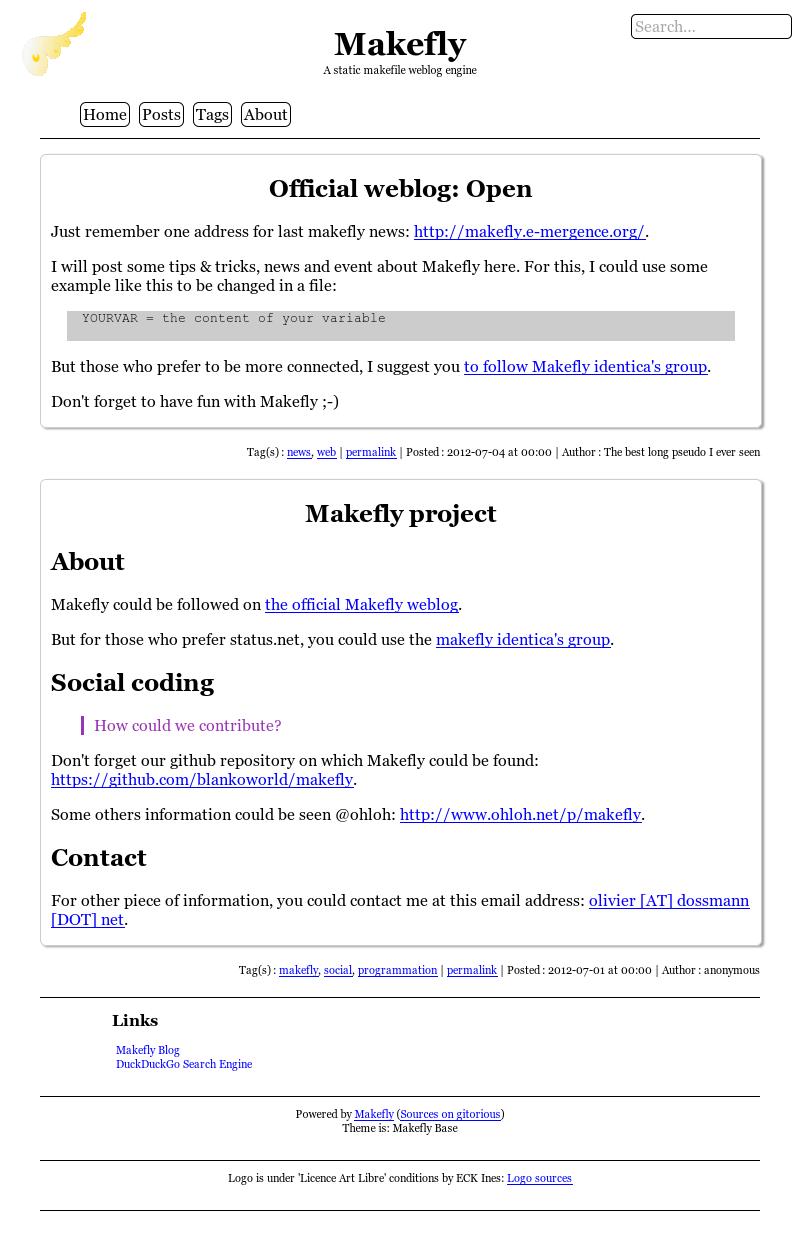 Search...
Makefly
A static makefile weblog engine
Home Posts Tags About
Official weblog: Open
Just remember one address for last makefly news: http://makefly.e-mergence.org/.
I will post some tips & tricks, news and event about Makefly here. For this, I could use some
example like this to be changed in a file:
YOURVAR = the content of your variable
But those who prefer to be more connected, I suggest you to follow Makefly identica's group.
Don't forget to have fun with Makefly ;-)
Tag(s) : news, web | permalink | Posted : 2012-07-04 at 00:00 | Author : The best long pseudo I ever seen
Makefly project
About
Makefly could be followed on the official Makefly weblog.
But for those who prefer status.net, you could use the makefly identica's group.
Social coding
How could we contribute?
Don't forget our github repository on which Makefly could be found:
https://github.com/blankoworld/makefly.
Some others information could be seen @ohloh: http://www.ohloh.net/p/makefly.
Contact
For other piece of information, you could contact me at this email address: olivier [AT] dossmann
[DOT] net.
Tag(s) : makefly, social, programmation | permalink | Posted : 2012-07-01 at 00:00 | Author : anonymous
Links
Makefly Blog
DuckDuckGo Search Engine
Powered by Makefly (Sources on gitorious)
Theme is: Makefly Base
Logo is under 'Licence Art Libre' conditions by ECK Ines: Logo sources